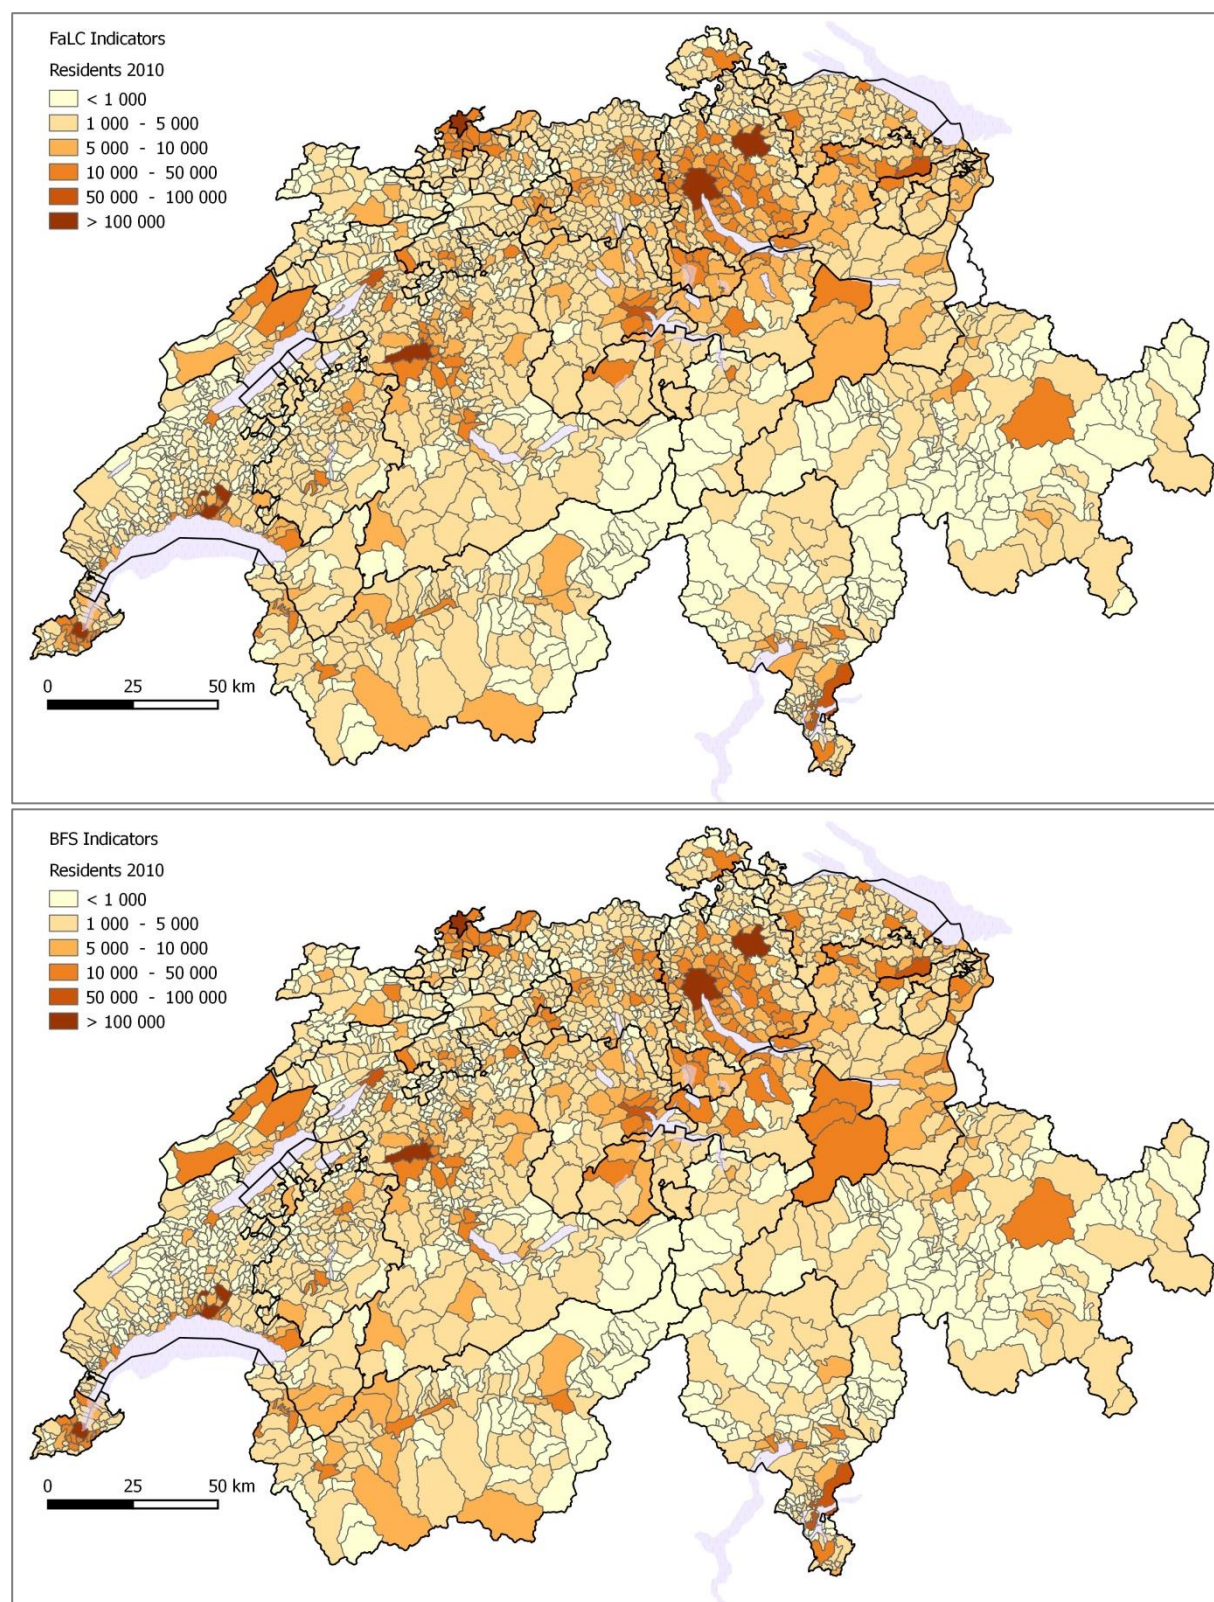 FaLC Indicators
Residents 2010
< 1 000
1 000 - 5 000
5 000 - 10 000
10 000 - 50 000
50 000 - 100 000
> 100 000
0 25 50 km
BFS Indicators
Residents 2010
< 1 000
1 000 - 5 000
5 000 - 10 000
10 000 - 50 000
50 000 - 100 000
> 100 000
0 25 50 km